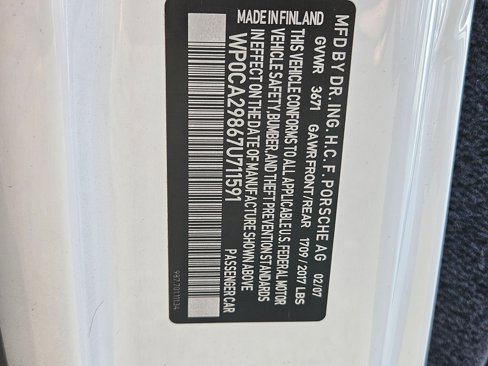 MFD BY DR. ING. H.C. F. PORSCHE AG 02/07
GVWR 3671 GAWR FRONT/REAR 1709 / 2017 LBS
THIS VEHICLE CONFORMS TO ALL APPLICABLE U.S. FEDERAL MOTOR
VEHICLE SAFETY, BUMPER, AND THEFT PREVENTION STANDARDS
IN EFFECT ON THE DATE OF MANUFACTURE SHOWN ABOVE
WP0CA29867U711591 PASSENGER CAR
MADE IN FINLAND
98770111134